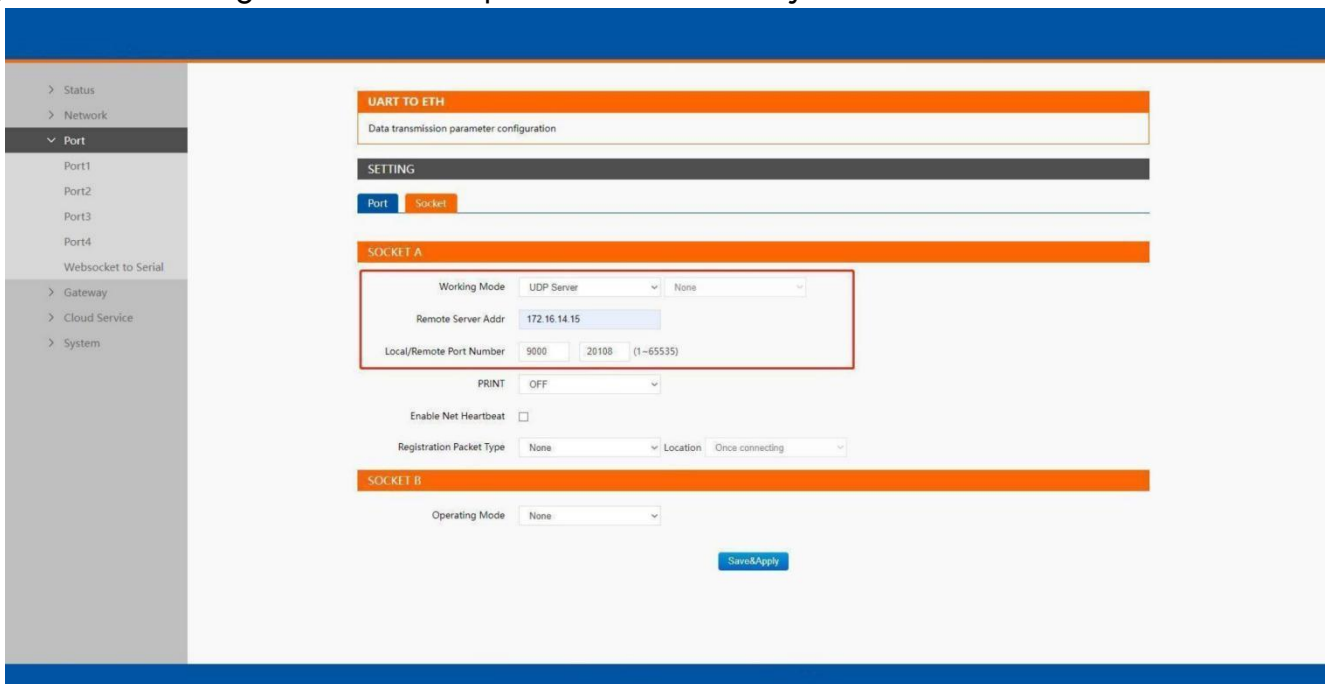 Status
Network
Port
Port1
Port2
Port3
Port4
Websocket to Serial
Gateway
Cloud Service
System
UART TO ETH
Data transmission parameter configuration
SETTING
Port Socket
SOCKET A
Working Mode UDP Server None
Remote Server Addr 172.16.14.15
Local/Remote Port Number 9000 20108 (1~65535)
PRINT OFF
Enable Net Heartbeat
Registration Packet Type None Location Once connecting
SOCKET B
Operating Mode None
Save&Apply